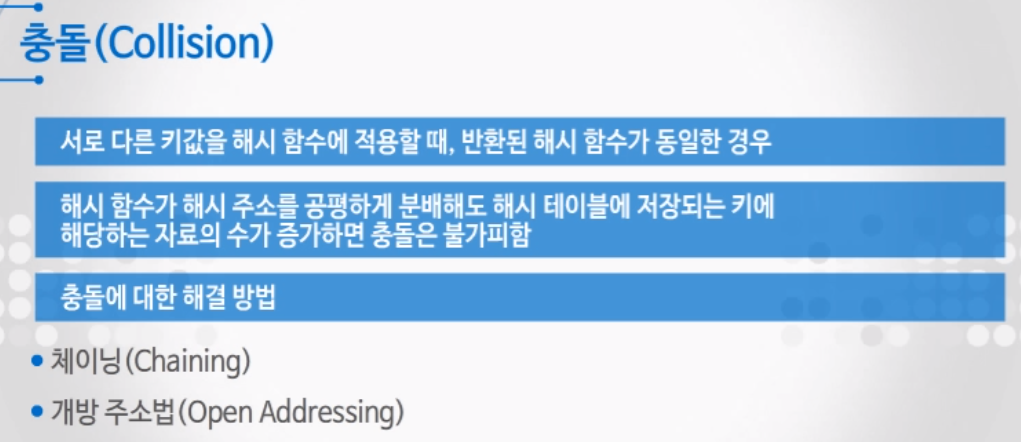 충돌(Collision)
서로 다른 키값을 해시 함수에 적용할 때, 반환된 해시 함수가 동일한 경우
해시 함수가 해시 주소를 공평하게 분배해도 해시 테이블에 저장되는 키에
해당하는 자료의 수가 증가하면 충돌은 불가피함
충돌에 대한 해결 방법
• 체이닝(Chaining)
• 개방 주소법(Open Addressing)